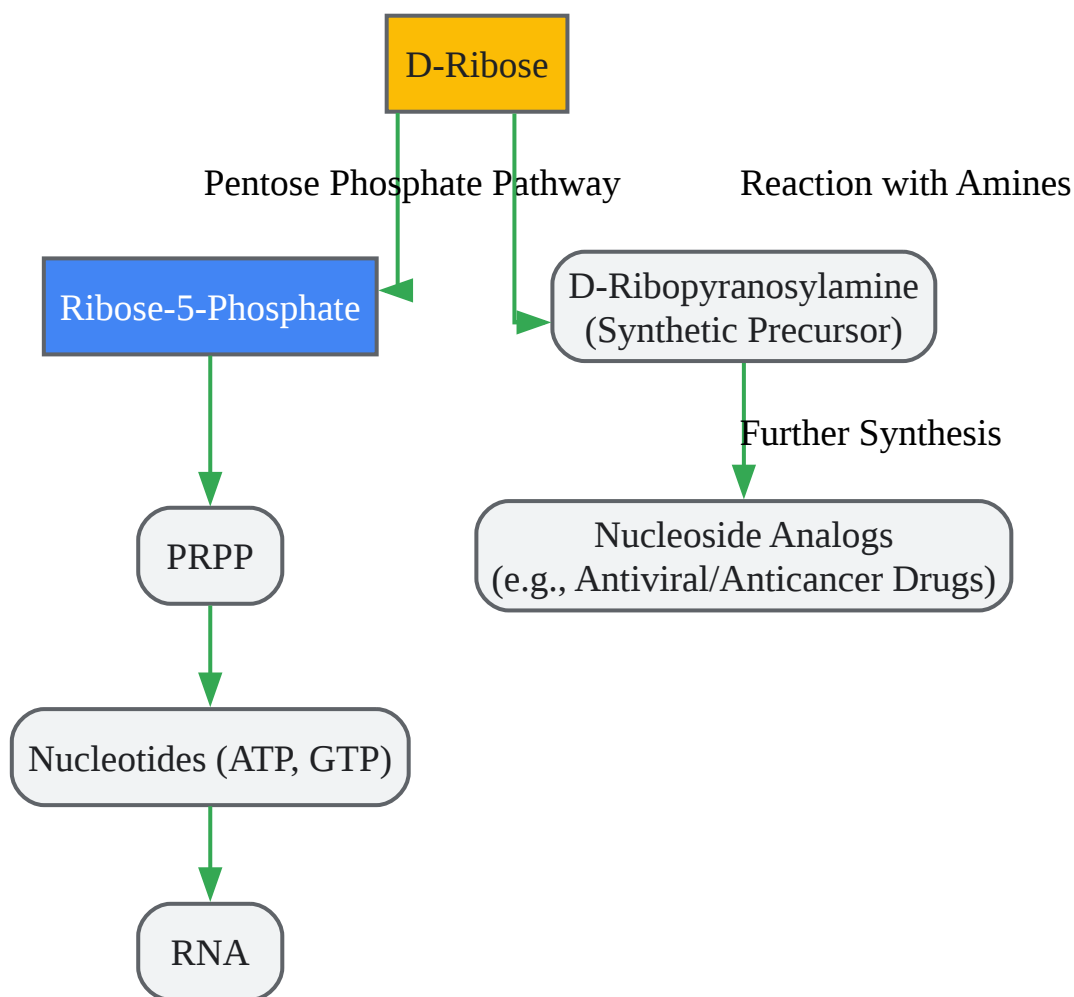 D-Ribose
Pentose Phosphate Pathway
Reaction with Amines
Ribose-5-Phosphate
D-Ribopyranosylamine
(Synthetic Precursor)
Further Synthesis
PRPP
Nucleoside Analogs
(e.g., Antiviral/Anticancer Drugs)
Nucleotides (ATP, GTP)
RNA